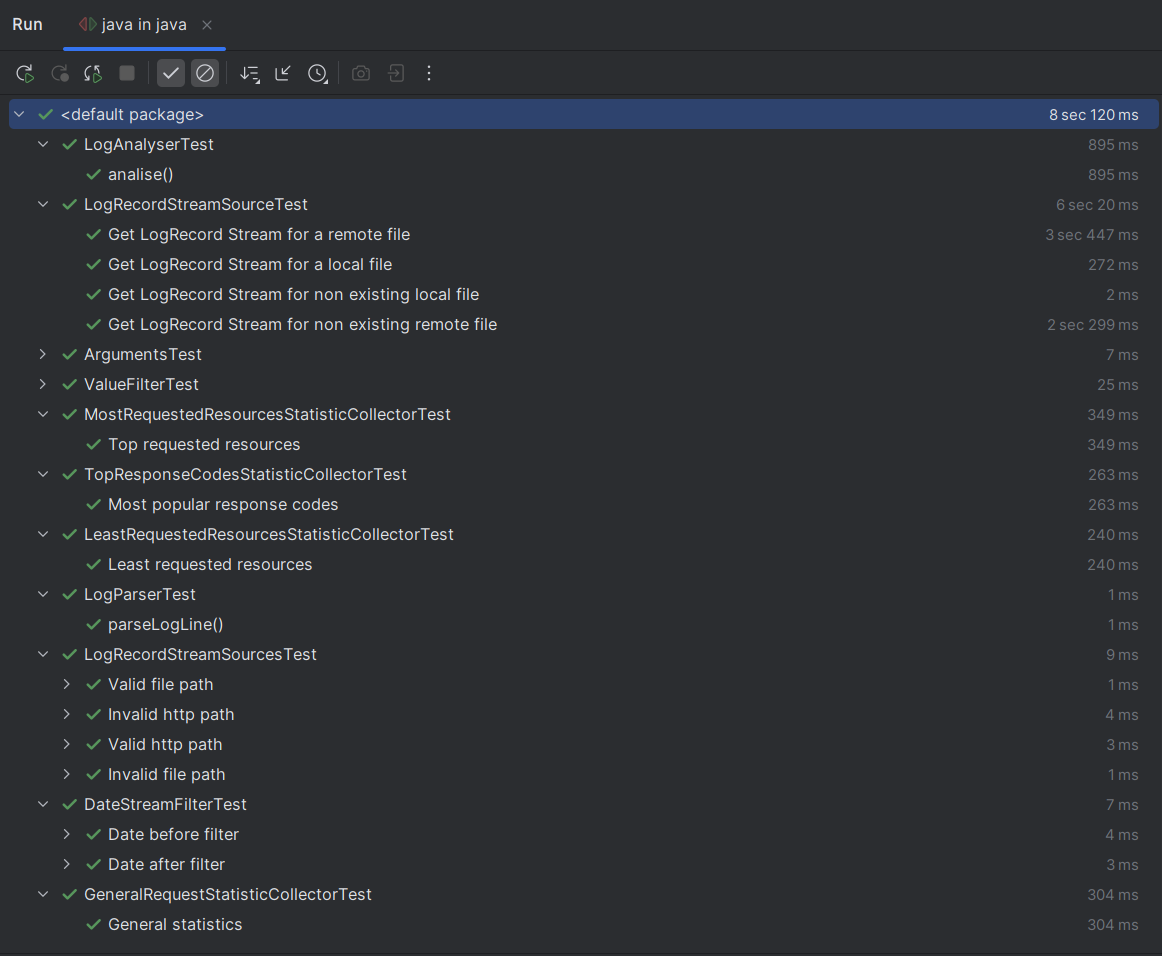 Run java in java
<default package> 8 sec 120 ms
LogAnalyserTest 895 ms
analise() 895 ms
LogRecordStreamSourceTest 6 sec 20 ms
Get LogRecord Stream for a remote file 3 sec 447 ms
Get LogRecord Stream for a local file 272 ms
Get LogRecord Stream for non existing local file 2 ms
Get LogRecord Stream for non existing remote file 2 sec 299 ms
ArgumentsTest 7 ms
ValueFilterTest 25 ms
MostRequestedResourcesStatisticCollectorTest 349 ms
Top requested resources 349 ms
TopResponseCodesStatisticCollectorTest 263 ms
Most popular response codes 263 ms
LeastRequestedResourcesStatisticCollectorTest 240 ms
Least requested resources 240 ms
LogParserTest 1 ms
parseLogLine() 1 ms
LogRecordStreamSourcesTest 9 ms
Valid file path 1 ms
Invalid http path 4 ms
Valid http path 3 ms
Invalid file path 1 ms
DateStreamFilterTest 7 ms
Date before filter 4 ms
Date after filter 3 ms
GeneralRequestStatisticCollectorTest 304 ms
General statistics 304 ms